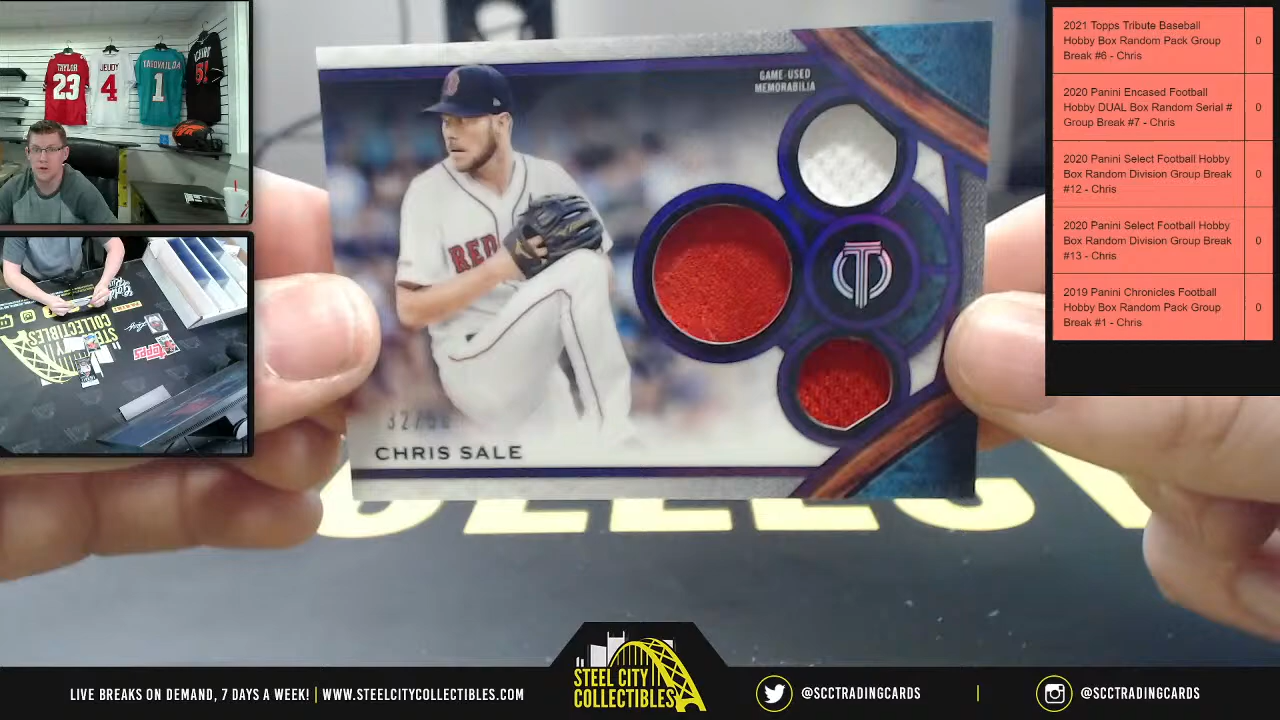 TAYLOR
23
JEUDY
4
TAGOVAILOA
1
51
GAME-USED
MEMORABILIA
RED
CHRIS SALE
TOPPS
COLLECTIBLES
2021 Topps Tribute Baseball
Hobby Box Random Pack Group
Break #6 - Chris
0
2020 Panini Encased Football
Hobby DUAL Box Random Serial #
Group Break #7 - Chris
0
2020 Panini Select Football Hobby
Box Random Division Group Break
#12 - Chris
0
2020 Panini Select Football Hobby
Box Random Division Group Break
#13 - Chris
0
2019 Panini Chronicles Football
Hobby Box Random Pack Group
Break #1 - Chris
0
LIVE BREAKS ON DEMAND, 7 DAYS A WEEK! | WWW.STEELCITYCOLLECTIBLES.COM
STEEL CITY
COLLECTIBLES
@SCCTRADINGCARDS
@SCCTRADINGCARDS